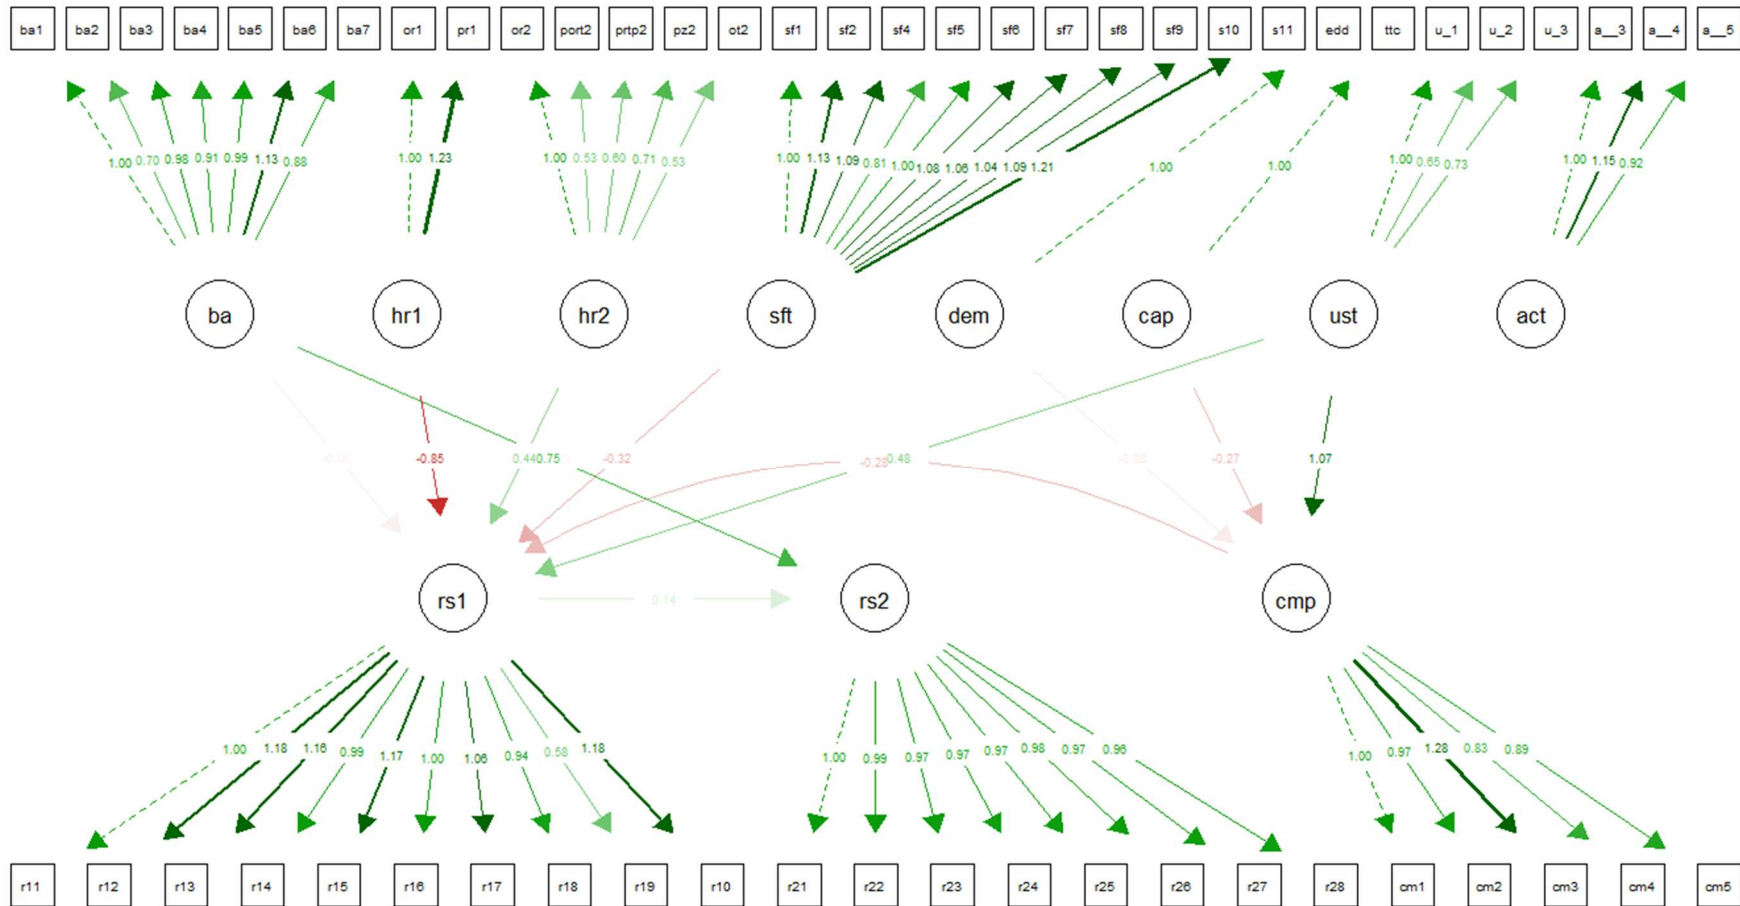 ba1 ba2 ba3 ba4 ba5 ba6 ba7 or1 pr1 or2 port2 prtp2 pz2 ot2 sf1 sf2 sf4 sf5 sf6 sf7 sf8 sf9 s10 s11 edd ttc u_1 u_2 u_3 a__3 a__4 a__5
1.00 0.70 0.98 0.91 0.99 1.13 0.88 1.00 1.23 1.00 0.53 0.60 0.71 0.53 1.00 1.13 1.09 0.81 1.00 1.08 1.06 1.04 1.09 1.21 1.00 1.00 1.00 0.65 0.73 1.00 1.15 0.92
ba hr1 hr2 sft dem cap ust act
-0.85 0.44 0.75 -0.32 -0.28 0.48 -0.27 1.07
rs1 0.14 rs2 cmp
1.00 1.18 1.16 0.99 1.17 1.00 1.06 0.94 0.58 1.18 1.00 0.99 0.97 0.97 0.97 0.98 0.97 0.96 1.00 0.97 1.28 0.83 0.89
r11 r12 r13 r14 r15 r16 r17 r18 r19 r10 r21 r22 r23 r24 r25 r26 r27 r28 cm1 cm2 cm3 cm4 cm5